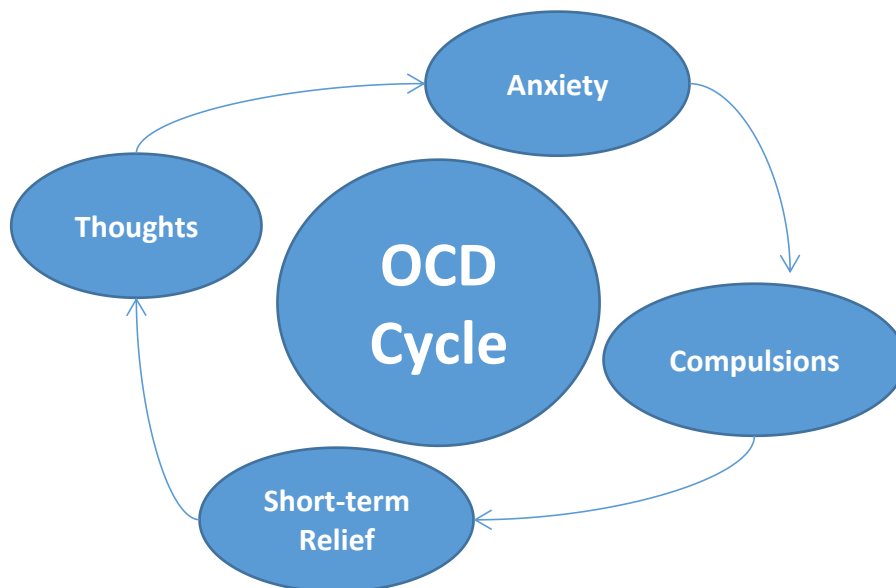 Anxiety
Thoughts
OCD
Cycle
Compulsions
Short-term
Relief